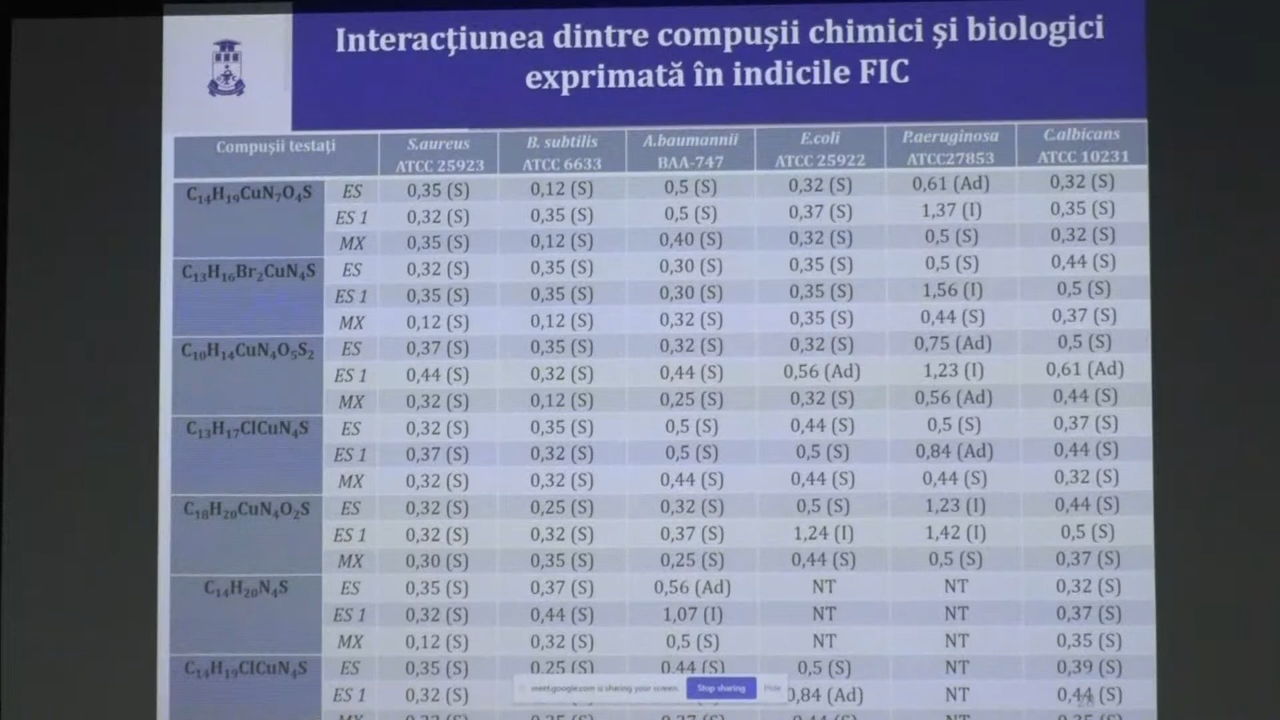 Interacţiunea dintre compuşii chimici şi biologici
exprimată în indicile FIC
Compuşii testaţi S.aureus ATCC 25923 B. subtilis ATCC 6633 A.baumannii BAA-747 E.coli ATCC 25922 P.aeruginosa ATCC27853 C.albicans ATCC 10231
C₁₄H₁₉CuN₇O₄S ES 0,35 (S) 0,12 (S) 0,5 (S) 0,32 (S) 0,61 (Ad) 0,32 (S)
ES 1 0,32 (S) 0,35 (S) 0,5 (S) 0,37 (S) 1,37 (I) 0,35 (S)
MX 0,35 (S) 0,12 (S) 0,40 (S) 0,32 (S) 0,5 (S) 0,32 (S)
C₁₃H₁₆Br₂CuN₄S ES 0,32 (S) 0,35 (S) 0,30 (S) 0,35 (S) 0,5 (S) 0,44 (S)
ES 1 0,35 (S) 0,35 (S) 0,30 (S) 0,35 (S) 1,56 (I) 0,5 (S)
MX 0,12 (S) 0,12 (S) 0,32 (S) 0,35 (S) 0,44 (S) 0,37 (S)
C₁₀H₁₄CuN₄O₅S₂ ES 0,37 (S) 0,35 (S) 0,32 (S) 0,32 (S) 0,75 (Ad) 0,5 (S)
ES 1 0,44 (S) 0,32 (S) 0,44 (S) 0,56 (Ad) 1,23 (I) 0,61 (Ad)
MX 0,32 (S) 0,12 (S) 0,25 (S) 0,32 (S) 0,56 (Ad) 0,44 (S)
C₁₃H₁₇ClCuN₄S ES 0,32 (S) 0,35 (S) 0,5 (S) 0,44 (S) 0,5 (S) 0,37 (S)
ES 1 0,37 (S) 0,32 (S) 0,5 (S) 0,5 (S) 0,84 (Ad) 0,44 (S)
MX 0,32 (S) 0,32 (S) 0,44 (S) 0,44 (S) 0,44 (S) 0,32 (S)
C₁₈H₂₀CuN₄O₂S ES 0,32 (S) 0,25 (S) 0,32 (S) 0,5 (S) 1,23 (I) 0,44 (S)
ES 1 0,32 (S) 0,32 (S) 0,37 (S) 1,24 (I) 1,42 (I) 0,5 (S)
MX 0,30 (S) 0,35 (S) 0,25 (S) 0,44 (S) 0,5 (S) 0,37 (S)
C₁₄H₂₀N₄S ES 0,35 (S) 0,37 (S) 0,56 (Ad) NT NT 0,32 (S)
ES 1 0,32 (S) 0,44 (S) 1,07 (I) NT NT 0,37 (S)
MX 0,12 (S) 0,32 (S) 0,5 (S) NT NT 0,35 (S)
C₁₄H₁₉ClCuN₄S ES 0,35 (S) 0,25 (S) 0,44 (S) 0,5 (S) NT 0,39 (S)
ES 1 0,32 (S) 0,84 (Ad) NT 0,44 (S)
meet.google.com is sharing your screen. Stop sharing Hide